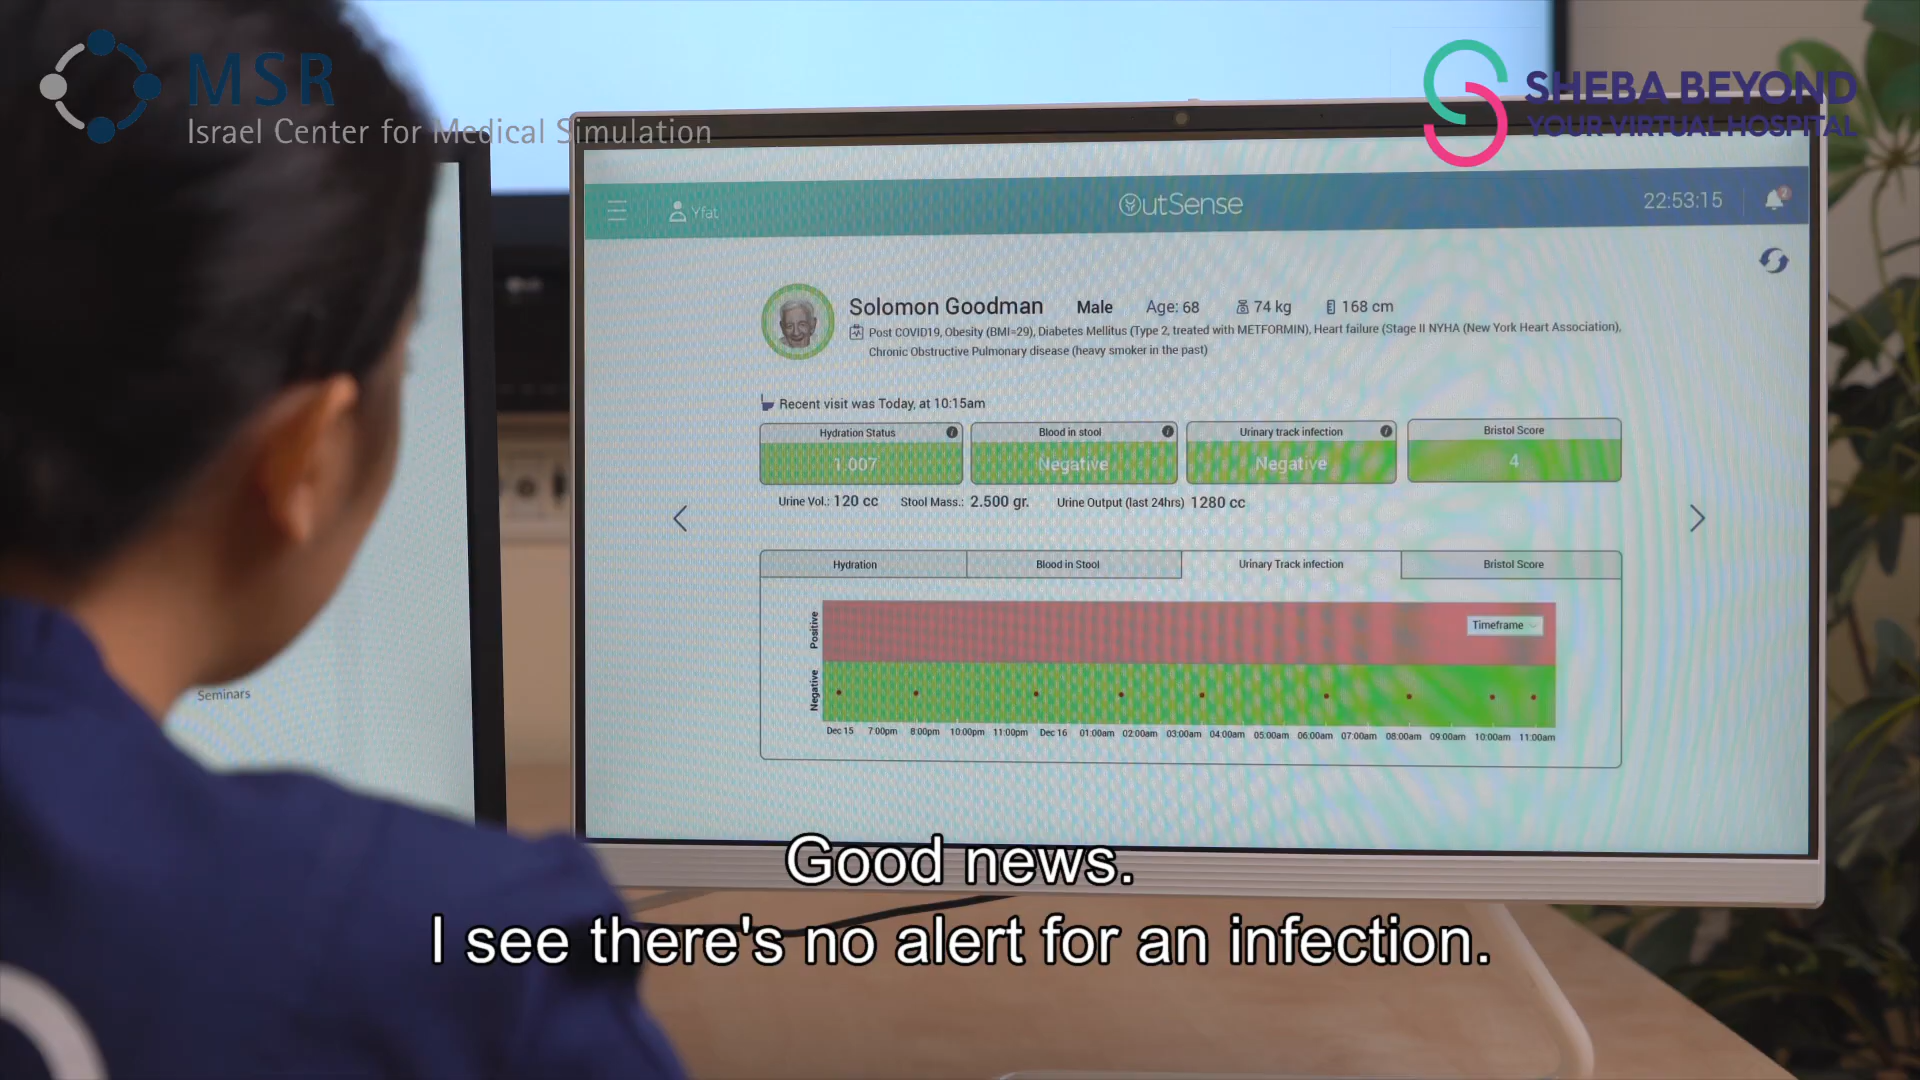 MSR
Israel Center for Medical Simulation
SHEBA BEYOND
YOUR VIRTUAL HOSPITAL
Yfat
OutSense
22:53:15
2
Solomon Goodman Male Age: 68 74 kg 168 cm
Post COVID19, Obesity (BMI=29), Diabetes Mellitus (Type 2, treated with METFORMIN), Heart failure (Stage II NYHA (New York Heart Association),
Chronic Obstructive Pulmonary disease (heavy smoker in the past)
Recent visit was Today, at 10:15am
Hydration Status Blood in stool Urinary track infection Bristol Score
1.007 Negative Negative 4
Urine Vol.: 120 cc Stool Mass.: 2.500 gr. Urine Output (last 24hrs) 1280 cc
Hydration Blood in Stool Urinary Track infection Bristol Score
Positive
Timeframe
Negative
Dec 15 7:00pm 8:00pm 10:00pm 11:00pm Dec 16 01:00am 02:00am 03:00am 04:00am 05:00am 06:00am 07:00am 08:00am 09:00am 10:00am 11:00am
Seminars
Good news.
I see there's no alert for an infection.